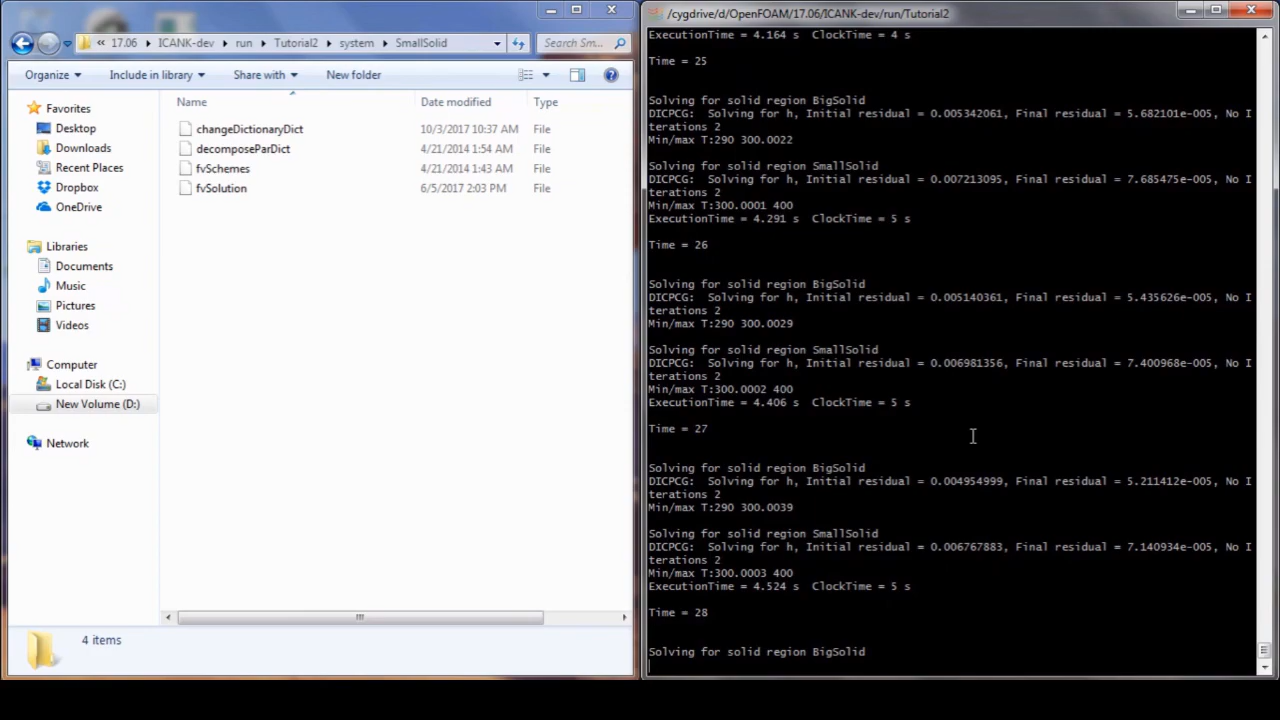 17.06 ICANK-dev run Tutorial2 system SmallSolid Search Sm...
Organize Include in library Share with New folder
Name Date modified Type
Favorites
Desktop
Downloads
Recent Places
Dropbox
OneDrive
Libraries
Documents
Music
Pictures
Videos
Computer
Local Disk (C:)
New Volume (D:)
Network
changeDictionaryDict 10/3/2017 10:37 AM File
decomposeParDict 4/21/2014 1:54 AM File
fvSchemes 4/21/2014 1:43 AM File
fvSolution 6/5/2017 2:03 PM File
4 items
/cygdrive/d/OpenFOAM/17.06/ICANK-dev/run/Tutorial2
ExecutionTime = 4.164 s ClockTime = 4 s
Time = 25
Solving for solid region BigSolid
DICPCG: Solving for h, Initial residual = 0.005342061, Final residual = 5.682101e-005, No I
terations 2
Min/max T:290 300.0022
Solving for solid region SmallSolid
DICPCG: Solving for h, Initial residual = 0.007213095, Final residual = 7.685475e-005, No I
terations 2
Min/max T:300.0001 400
ExecutionTime = 4.291 s ClockTime = 5 s
Time = 26
Solving for solid region BigSolid
DICPCG: Solving for h, Initial residual = 0.005140361, Final residual = 5.435626e-005, No I
terations 2
Min/max T:290 300.0029
Solving for solid region SmallSolid
DICPCG: Solving for h, Initial residual = 0.006981356, Final residual = 7.400968e-005, No I
terations 2
Min/max T:300.0002 400
ExecutionTime = 4.406 s ClockTime = 5 s
Time = 27
Solving for solid region BigSolid
DICPCG: Solving for h, Initial residual = 0.004954999, Final residual = 5.211412e-005, No I
terations 2
Min/max T:290 300.0039
Solving for solid region SmallSolid
DICPCG: Solving for h, Initial residual = 0.006767883, Final residual = 7.140934e-005, No I
terations 2
Min/max T:300.0003 400
ExecutionTime = 4.524 s ClockTime = 5 s
Time = 28
Solving for solid region BigSolid